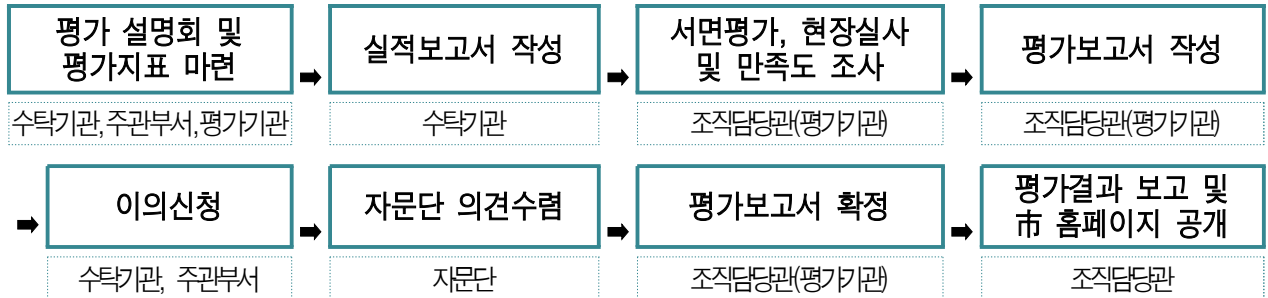 평가 설명회 및
평가지표 마련
실적보고서 작성
서면평가, 현장실사
및 만족도 조사
평가보고서 작성
수탁기관, 주관부서, 평가기관
수탁기관
조직담당관(평가기관)
조직담당관(평가기관)
이의신청
자문단 의견수렴
평가보고서 확정
평가결과 보고 및
市 홈페이지 공개
수탁기관, 주관부서
자문단
조직담당관(평가기관)
조직담당관